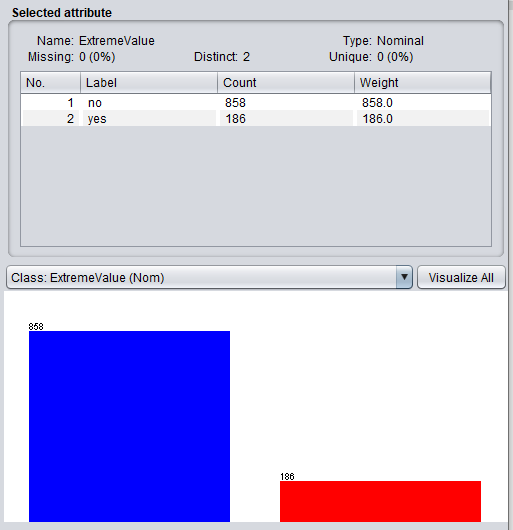 Selected attribute
Name: ExtremeValue Type: Nominal
Missing: 0 (0%) Distinct: 2 Unique: 0 (0%)
No. Label Count Weight
1 no 858 858.0
2 yes 186 186.0
Class: ExtremeValue (Nom) Visualize All
858
186